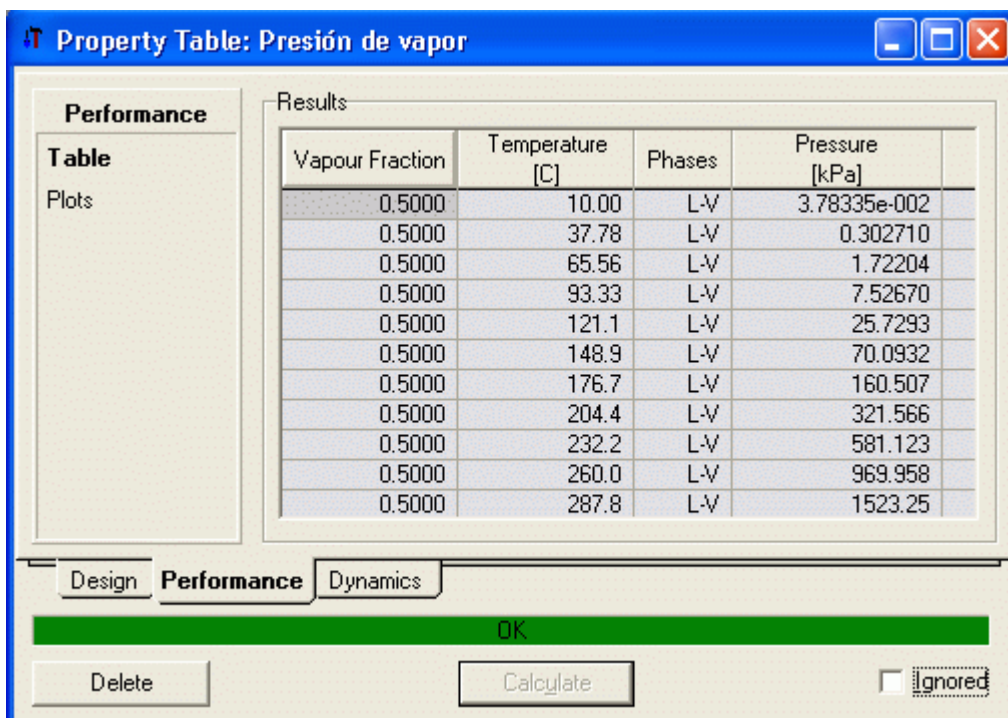 Property Table: Presión de vapor
Performance
Table
Plots
Results
Vapour Fraction Temperature [C] Phases Pressure [kPa]
0.5000 10.00 L-V 3.78335e-002
0.5000 37.78 L-V 0.302710
0.5000 65.56 L-V 1.72204
0.5000 93.33 L-V 7.52670
0.5000 121.1 L-V 25.7293
0.5000 148.9 L-V 70.0932
0.5000 176.7 L-V 160.507
0.5000 204.4 L-V 321.566
0.5000 232.2 L-V 581.123
0.5000 260.0 L-V 969.958
0.5000 287.8 L-V 1523.25
Design Performance Dynamics
OK
Delete Calculate Ignored